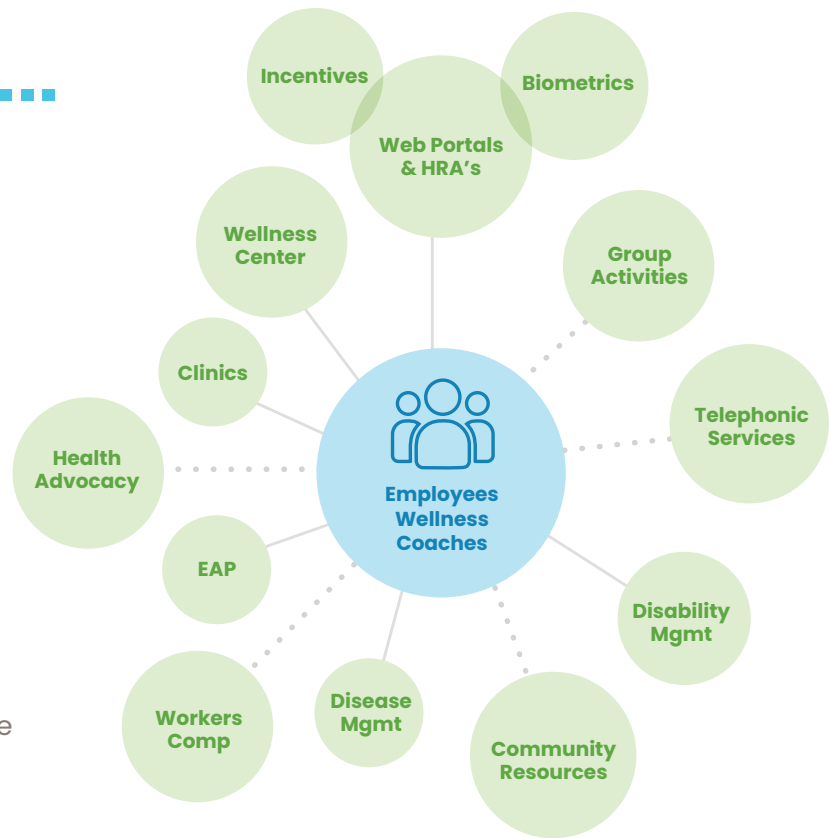 Incentives
Biometrics
Web Portals
& HRA’s
Wellness
Center
Group
Activities
Clinics
Telephonic
Services
Health
Advocacy
Employees
Wellness
Coaches
EAP
Disability
Mgmt
Workers
Comp
Disease
Mgmt
Community
Resources